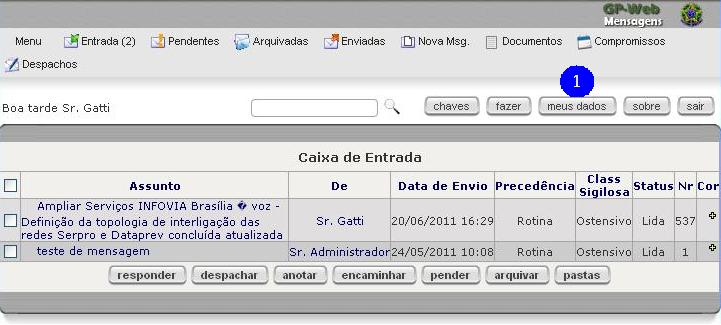 GP-Web
Mensagens
Menu Entrada (2) Pendentes Arquivadas Enviadas Nova Msg. Documentos Compromissos
Despachos
1
Boa tarde Sr. Gatti chaves fazer meus dados sobre sair
Caixa de Entrada
Assunto De Data de Envio Precedência Class Sigilosa Status Nr Cor
Ampliar Serviços INFOVIA Brasília � voz -
Definição da topologia de interligação das Sr. Gatti 20/06/2011 16:29 Rotina Ostensivo Lida 537
redes Serpro e Dataprev concluída atualizada
teste de mensagem Sr. Administrador 24/05/2011 10:08 Rotina Ostensivo Lida 1
responder despachar anotar encaminhar pender arquivar pastas